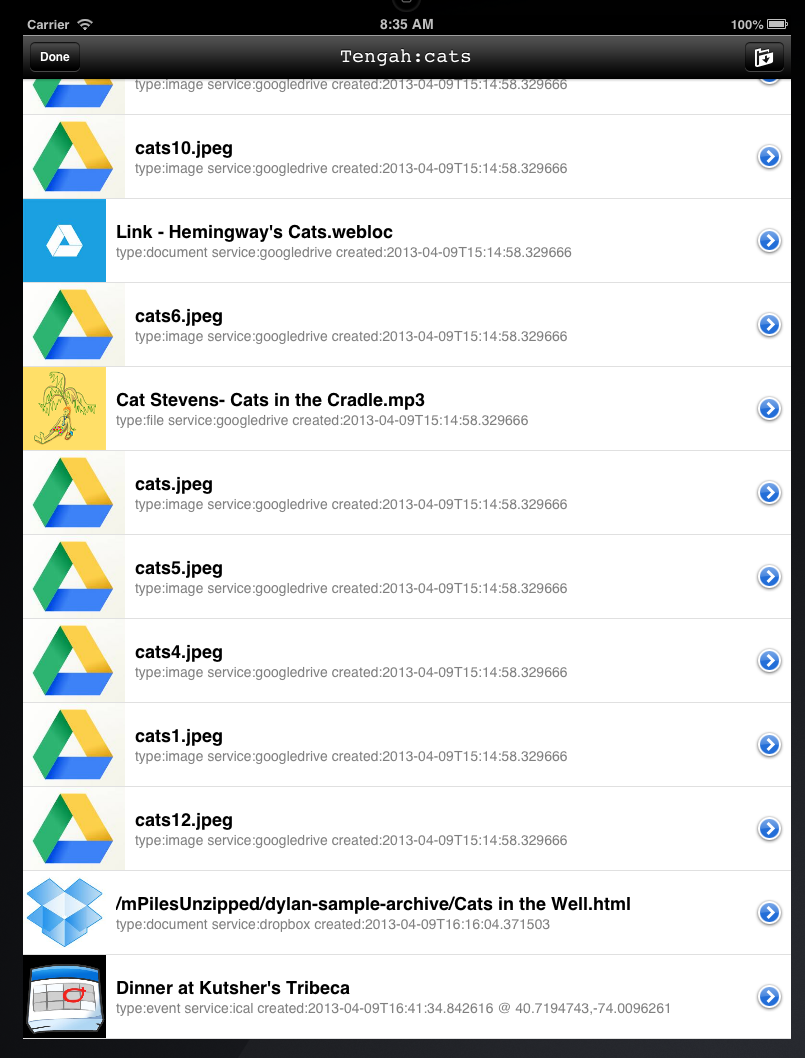 Carrier 8:35 AM 100%
Done Tengah:cats
type:image service:googledrive created:2013-04-09T15:14:58.329666
cats10.jpeg
type:image service:googledrive created:2013-04-09T15:14:58.329666
Link - Hemingway's Cats.webloc
type:document service:googledrive created:2013-04-09T15:14:58.329666
cats6.jpeg
type:image service:googledrive created:2013-04-09T15:14:58.329666
Cat Stevens- Cats in the Cradle.mp3
type:file service:googledrive created:2013-04-09T15:14:58.329666
cats.jpeg
type:image service:googledrive created:2013-04-09T15:14:58.329666
cats5.jpeg
type:image service:googledrive created:2013-04-09T15:14:58.329666
cats4.jpeg
type:image service:googledrive created:2013-04-09T15:14:58.329666
cats1.jpeg
type:image service:googledrive created:2013-04-09T15:14:58.329666
cats12.jpeg
type:image service:googledrive created:2013-04-09T15:14:58.329666
/mPilesUnzipped/dylan-sample-archive/Cats in the Well.html
type:document service:dropbox created:2013-04-09T16:16:04.371503
Dinner at Kutsher's Tribeca
type:event service:ical created:2013-04-09T16:41:34.842616 @ 40.7194743,-74.0096261